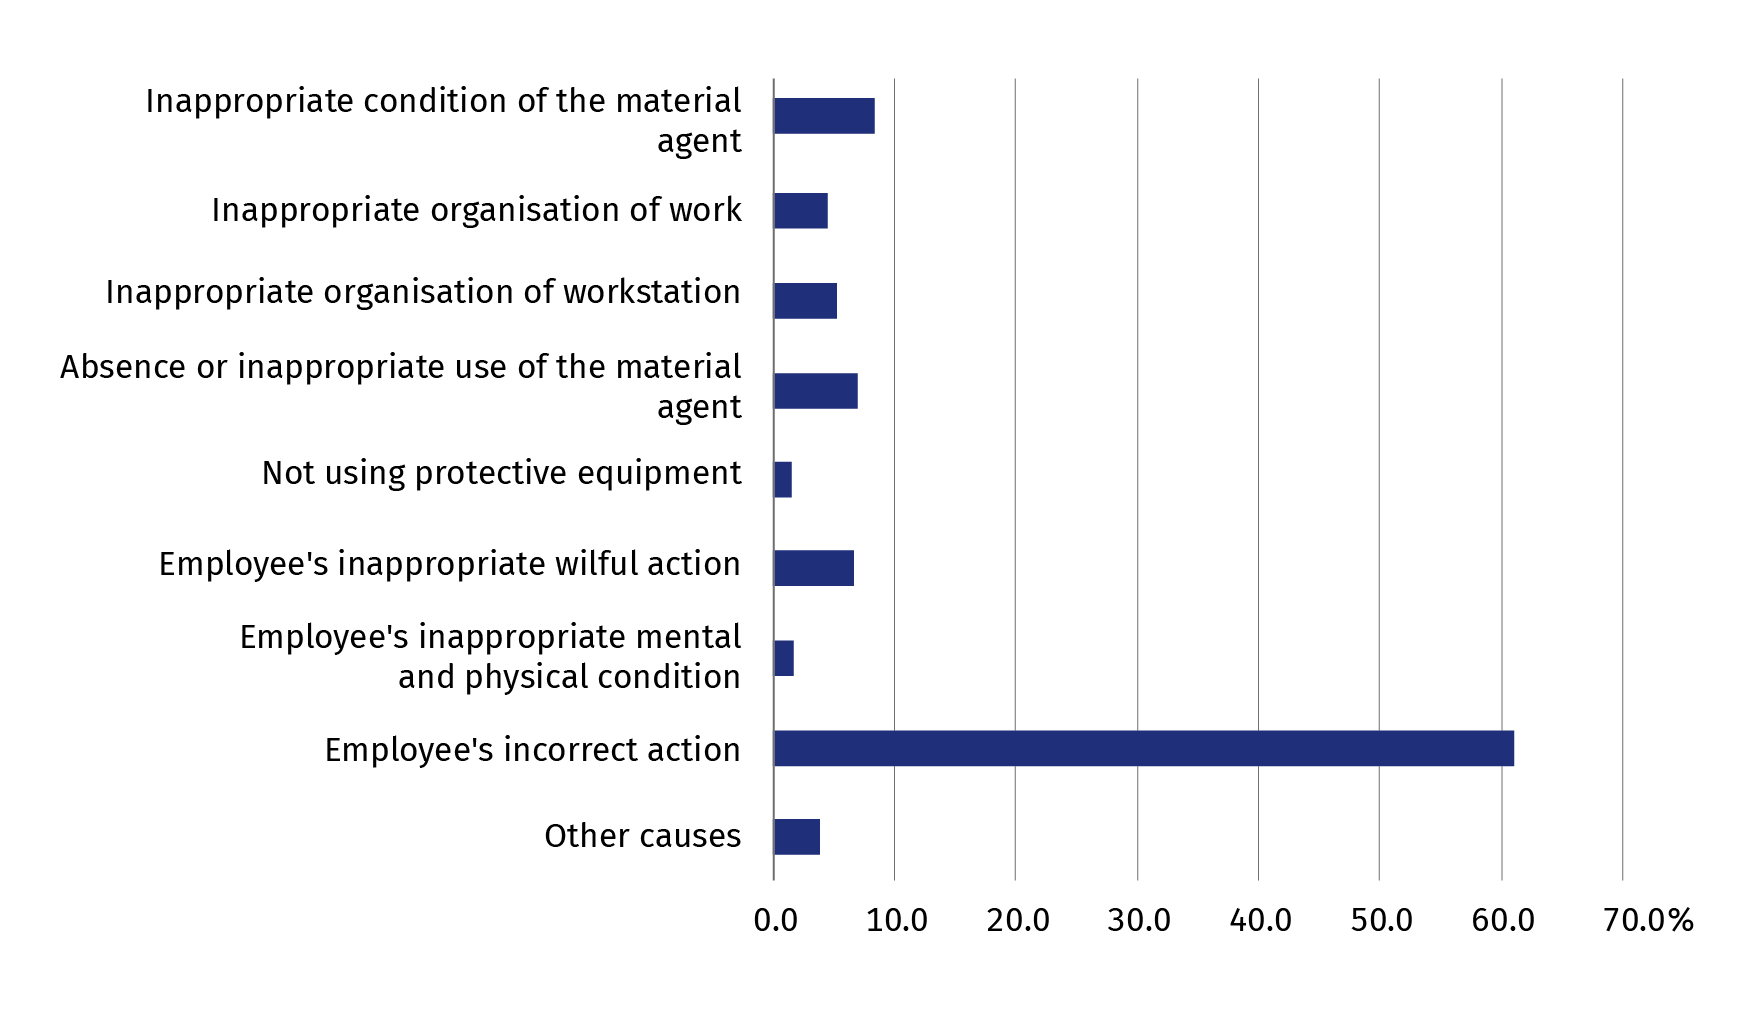 Inappropriate condition of the material
agent
Inappropriate organisation of work
Inappropriate organisation of workstation
Absence or inappropriate use of the material
agent
Not using protective equipment
Employee's inappropriate wilful action
Employee's inappropriate mental
and physical condition
Employee's incorrect action
Other causes
0.0 10.0 20.0 30.0 40.0 50.0 60.0 70.0%